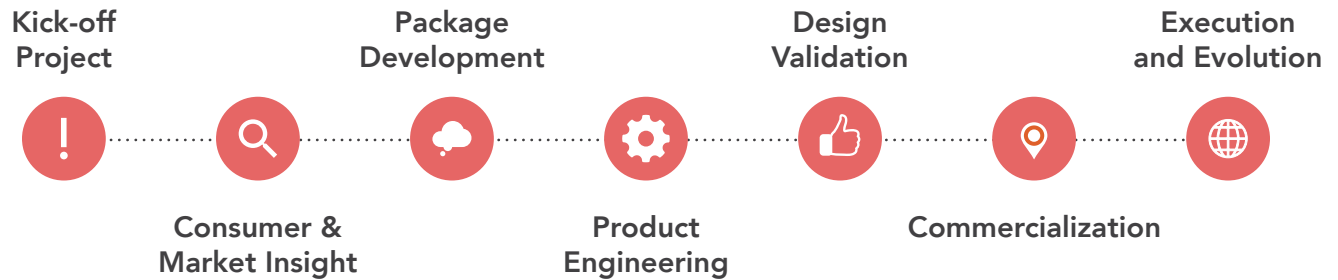 Kick-off
Project
Consumer &
Market Insight
Package
Development
Product
Engineering
Design
Validation
Commercialization
Execution
and Evolution